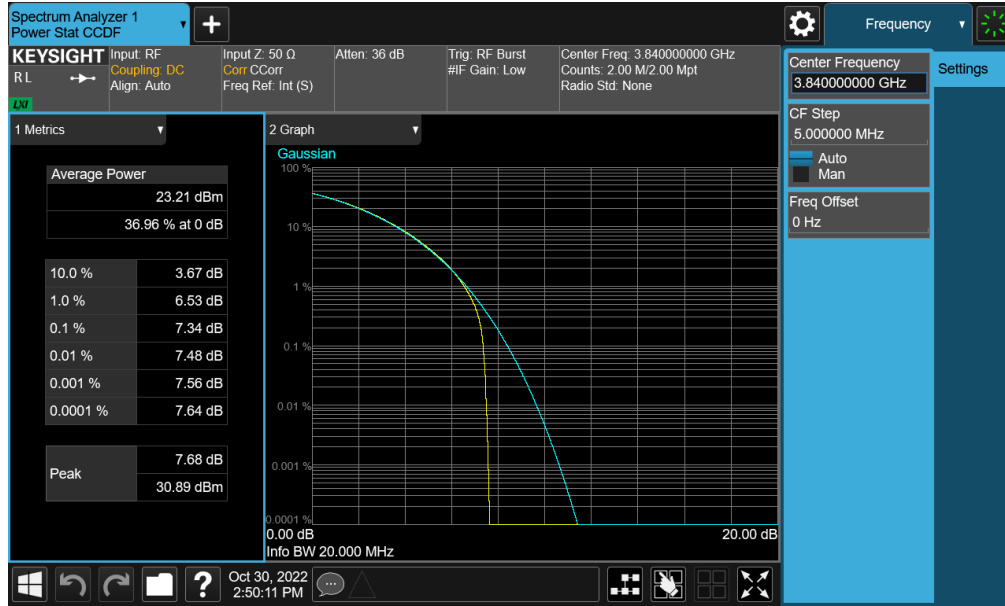 Spectrum Analyzer 1
Power Stat CCDF
Frequency
KEYSIGHT
RL
LXI
Input: RF
Coupling: DC
Align: Auto
Input Z: 50 Ω
Corr CCorr
Freq Ref: Int (S)
Atten: 36 dB
Trig: RF Burst
#IF Gain: Low
Center Freq: 3.840000000 GHz
Counts: 2.00 M/2.00 Mpt
Radio Std: None
Center Frequency
3.840000000 GHz
Settings
CF Step
5.000000 MHz
Auto
Man
Freq Offset
0 Hz
1 Metrics
Average Power
23.21 dBm
36.96 % at 0 dB
10.0 % 3.67 dB
1.0 % 6.53 dB
0.1 % 7.34 dB
0.01 % 7.48 dB
0.001 % 7.56 dB
0.0001 % 7.64 dB
Peak
7.68 dB
30.89 dBm
2 Graph
Gaussian
100 %
10 %
1 %
0.1 %
0.01 %
0.001 %
0.0001 %
0.00 dB 20.00 dB
Info BW 20.000 MHz
?
Oct 30, 2022
2:50:11 PM